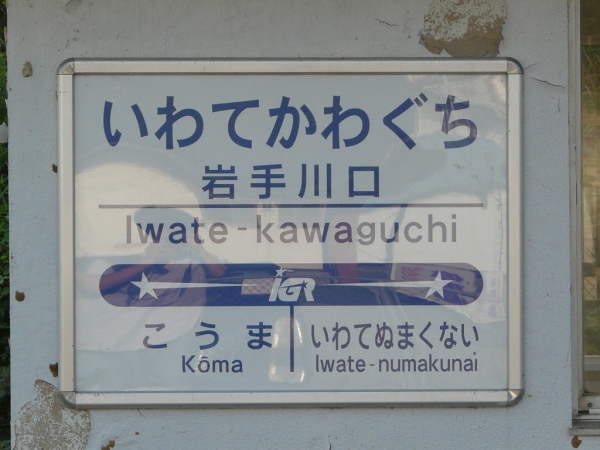 いわてかわぐち
岩手川口
Iwate-kawaguchi
IGR
こうま いわてぬまくない
Kōma Iwate-numakunai